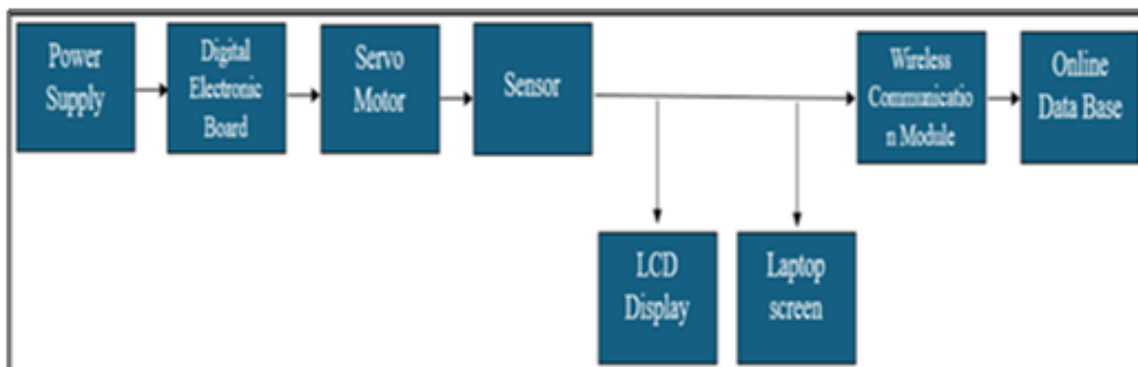 Power
Supply
Digital
Electronic
Board
Servo
Motor
Sensor
Wireless
Communicatio
n Module
Online
Data Base
LCD
Display
Laptop
screen